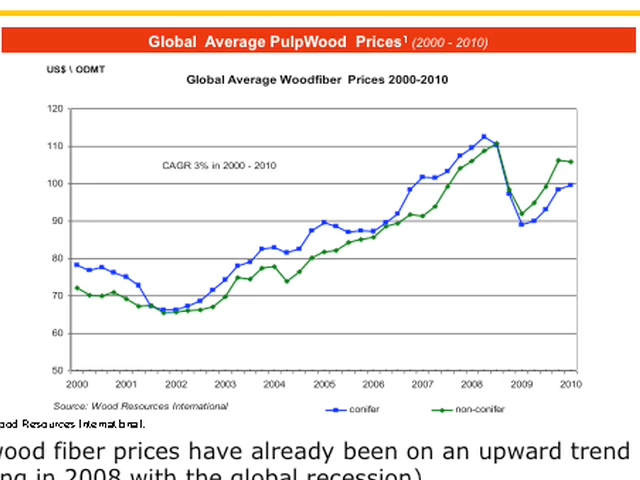 Global Average PulpWood Prices¹ (2000 - 2010)
US$ \ ODMT
Global Average Woodfiber Prices 2000-2010
120
110
CAGR 3% in 2000 - 2010
100
90
80
70
60
50
2000 2001 2002 2003 2004 2005 2006 2007 2008 2009 2010
Source: Wood Resources International
conifer non-conifer
ood Resources International.
wood fiber prices have already been on an upward trend
ng in 2008 with the global recession)